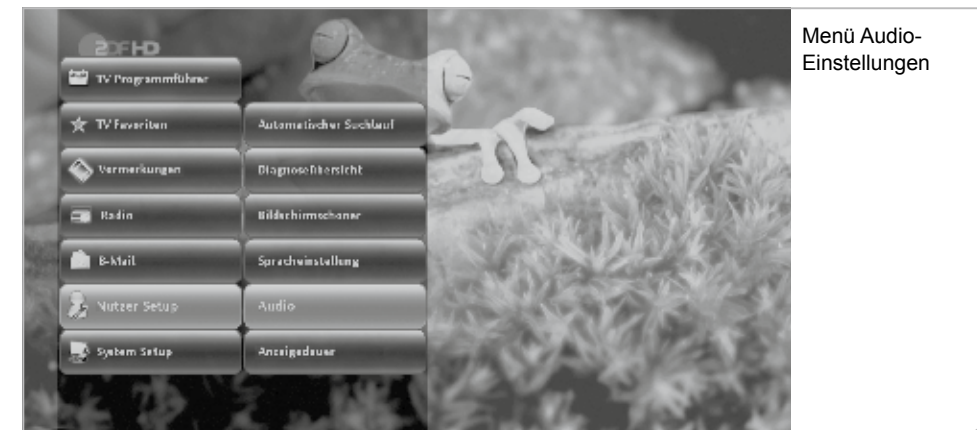 ZDF HD
TV Programmführer
TV Favoriten
Automatischer Suchlauf
Vormerkungen
Diagnoseübersicht
Radio
Bildschirmschoner
B-Mail
Spracheinstellung
Nutzer Setup
Audio
System Setup
Anzeigedauer
Menü Audio-
Einstellungen